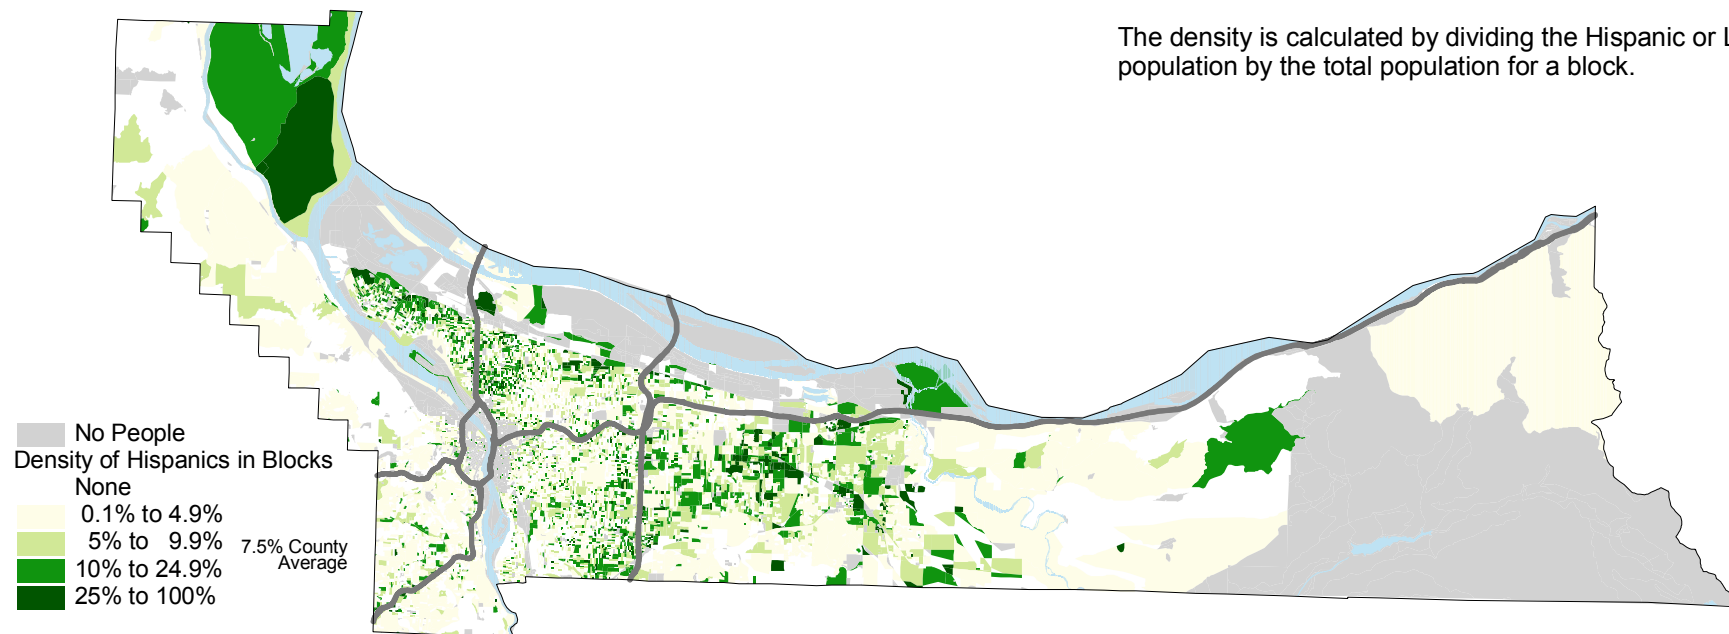 The density is calculated by dividing the Hispanic or
population by the total population for a block.
No People
Density of Hispanics in Blocks
None
0.1% to 4.9%
5% to 9.9%
10% to 24.9%
25% to 100%
7.5% County
Average